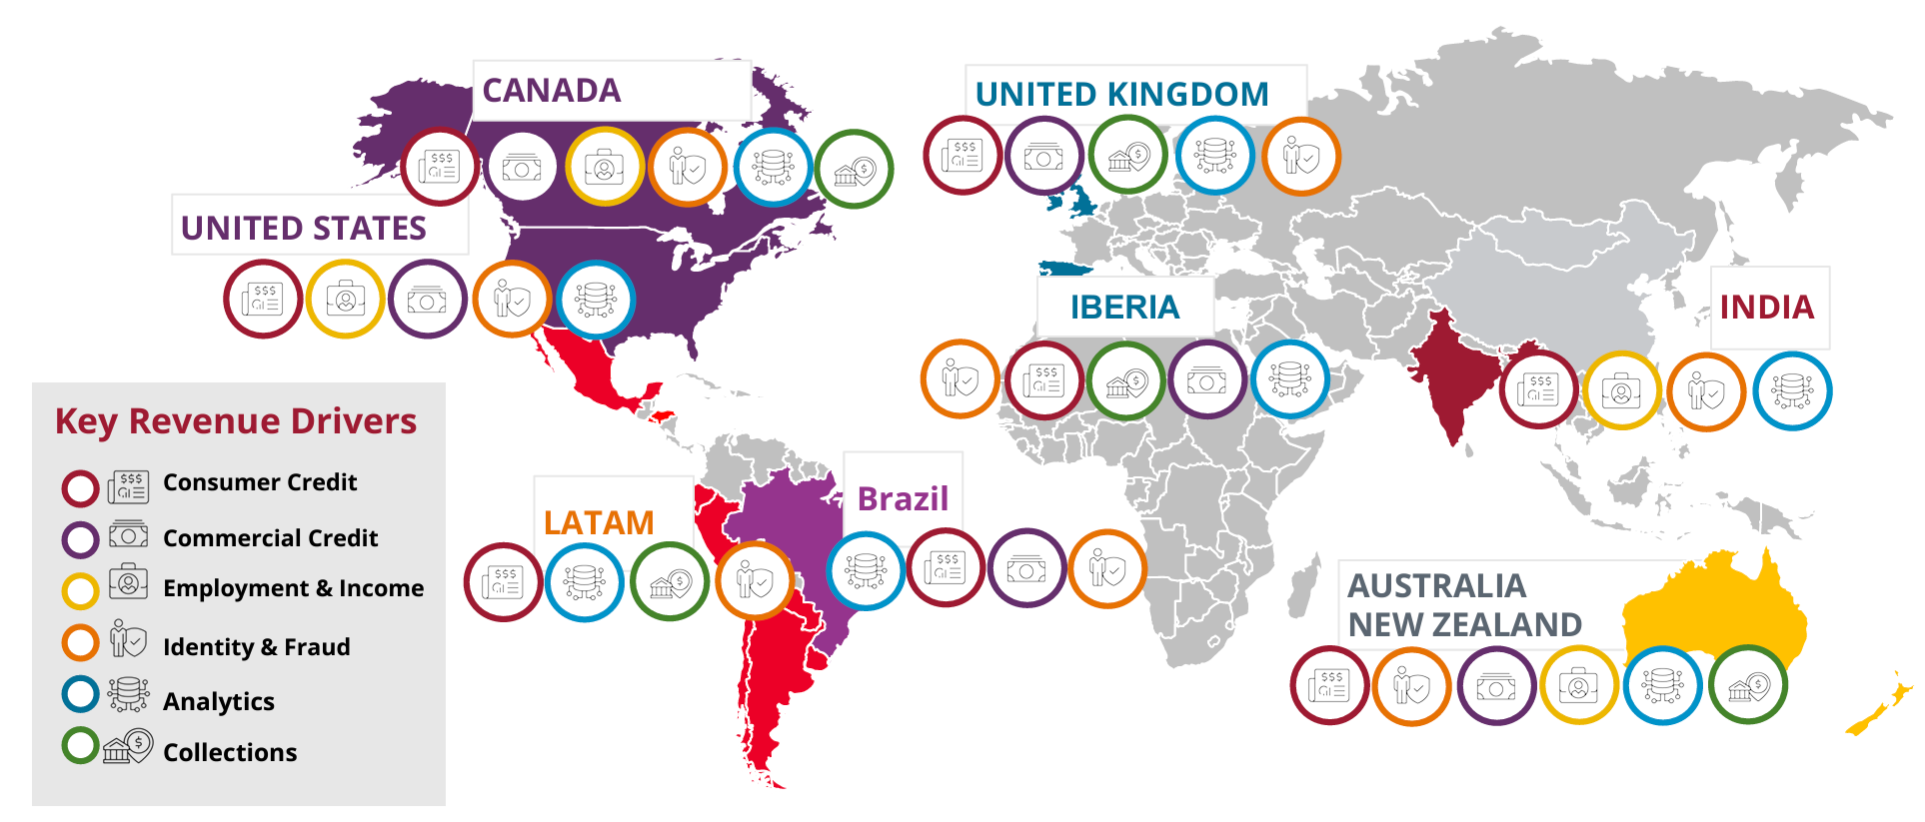 CANADA
UNITED STATES
UNITED KINGDOM
IBERIA
INDIA
Key Revenue Drivers
$$$ Consumer Credit
Commercial Credit
Employment & Income
Identity & Fraud
Analytics
$ Collections
LATAM
Brazil
AUSTRALIA
NEW ZEALAND